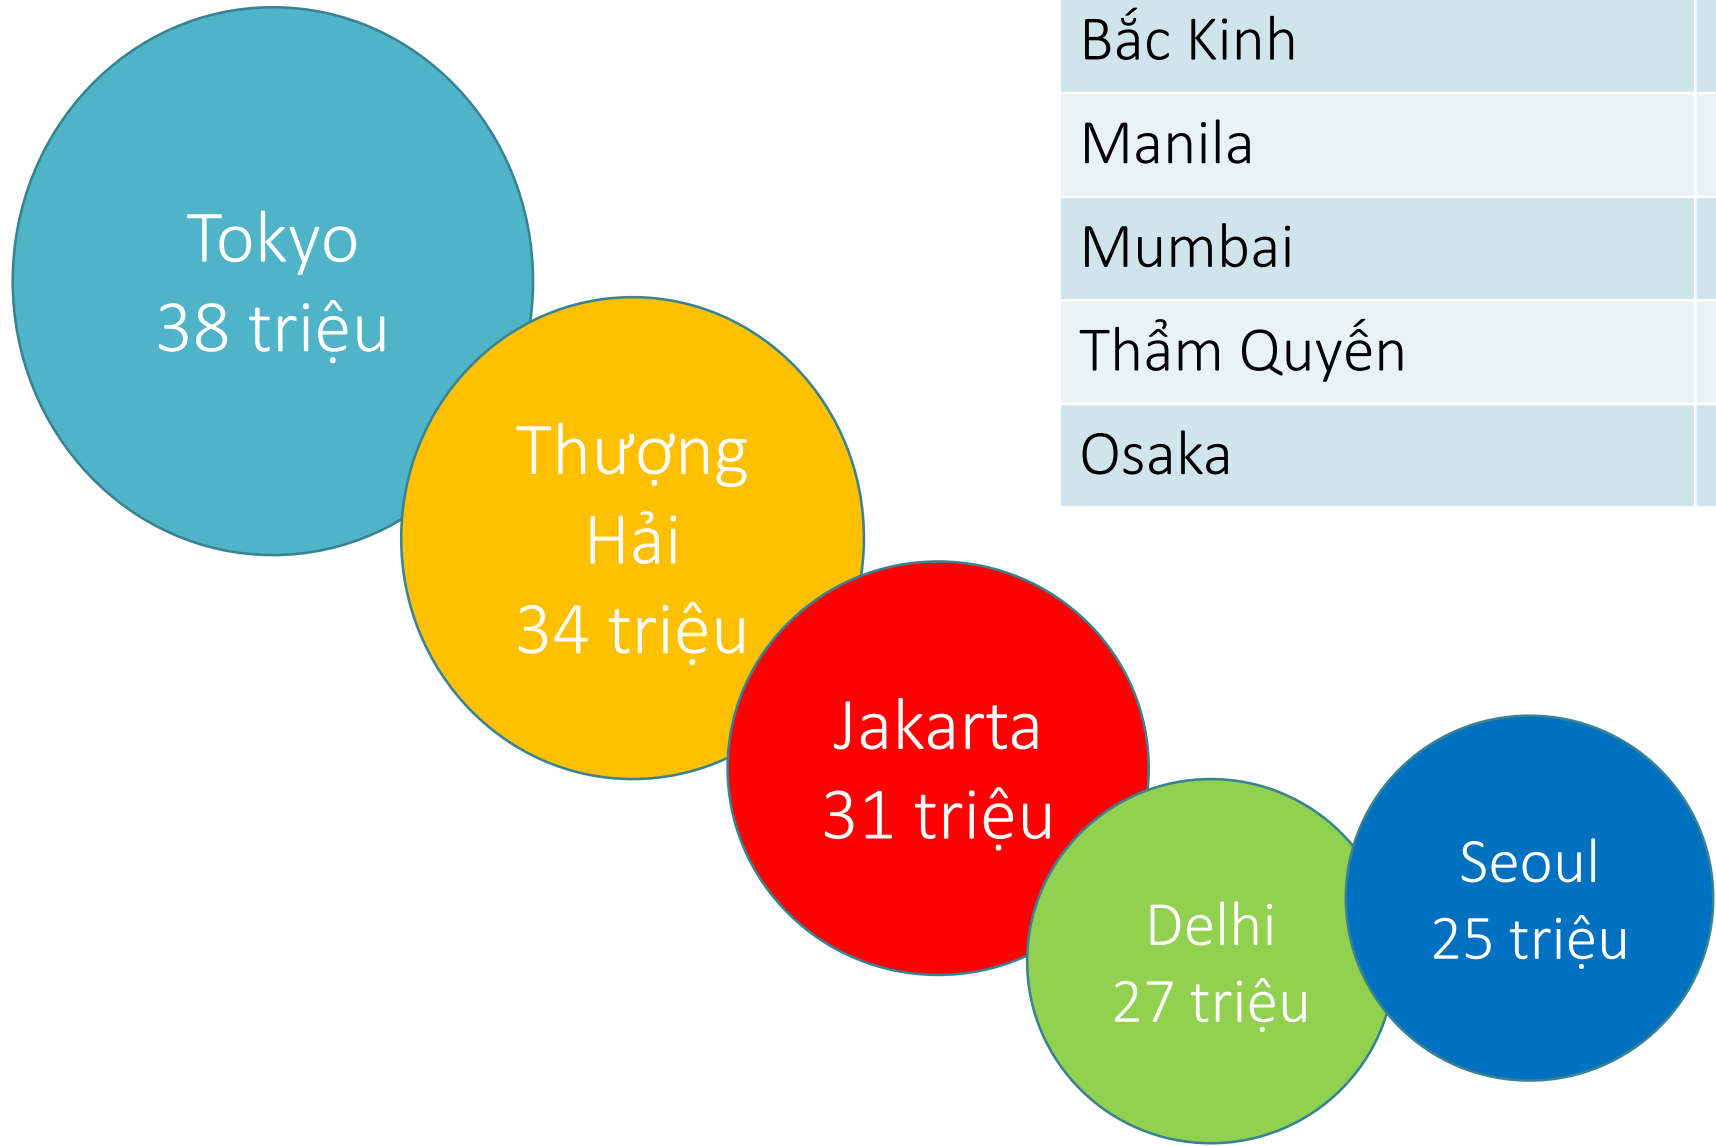 Bắc Kinh
Manila
Mumbai
Thẩm Quyến
Osaka
Tokyo
38 triệu
Thượng
Hải
34 triệu
Jakarta
31 triệu
Delhi
27 triệu
Seoul
25 triệu